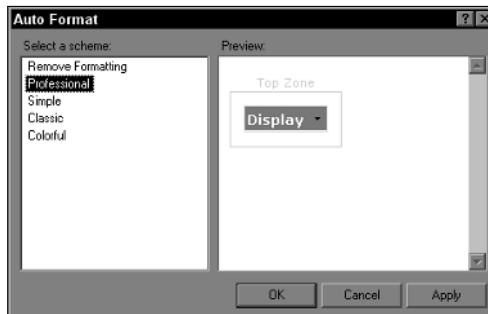 Auto Format
Select a scheme:
Remove Formatting
Professional
Simple
Classic
Colorful
Preview:
Top Zone
Display
OK
Cancel
Apply